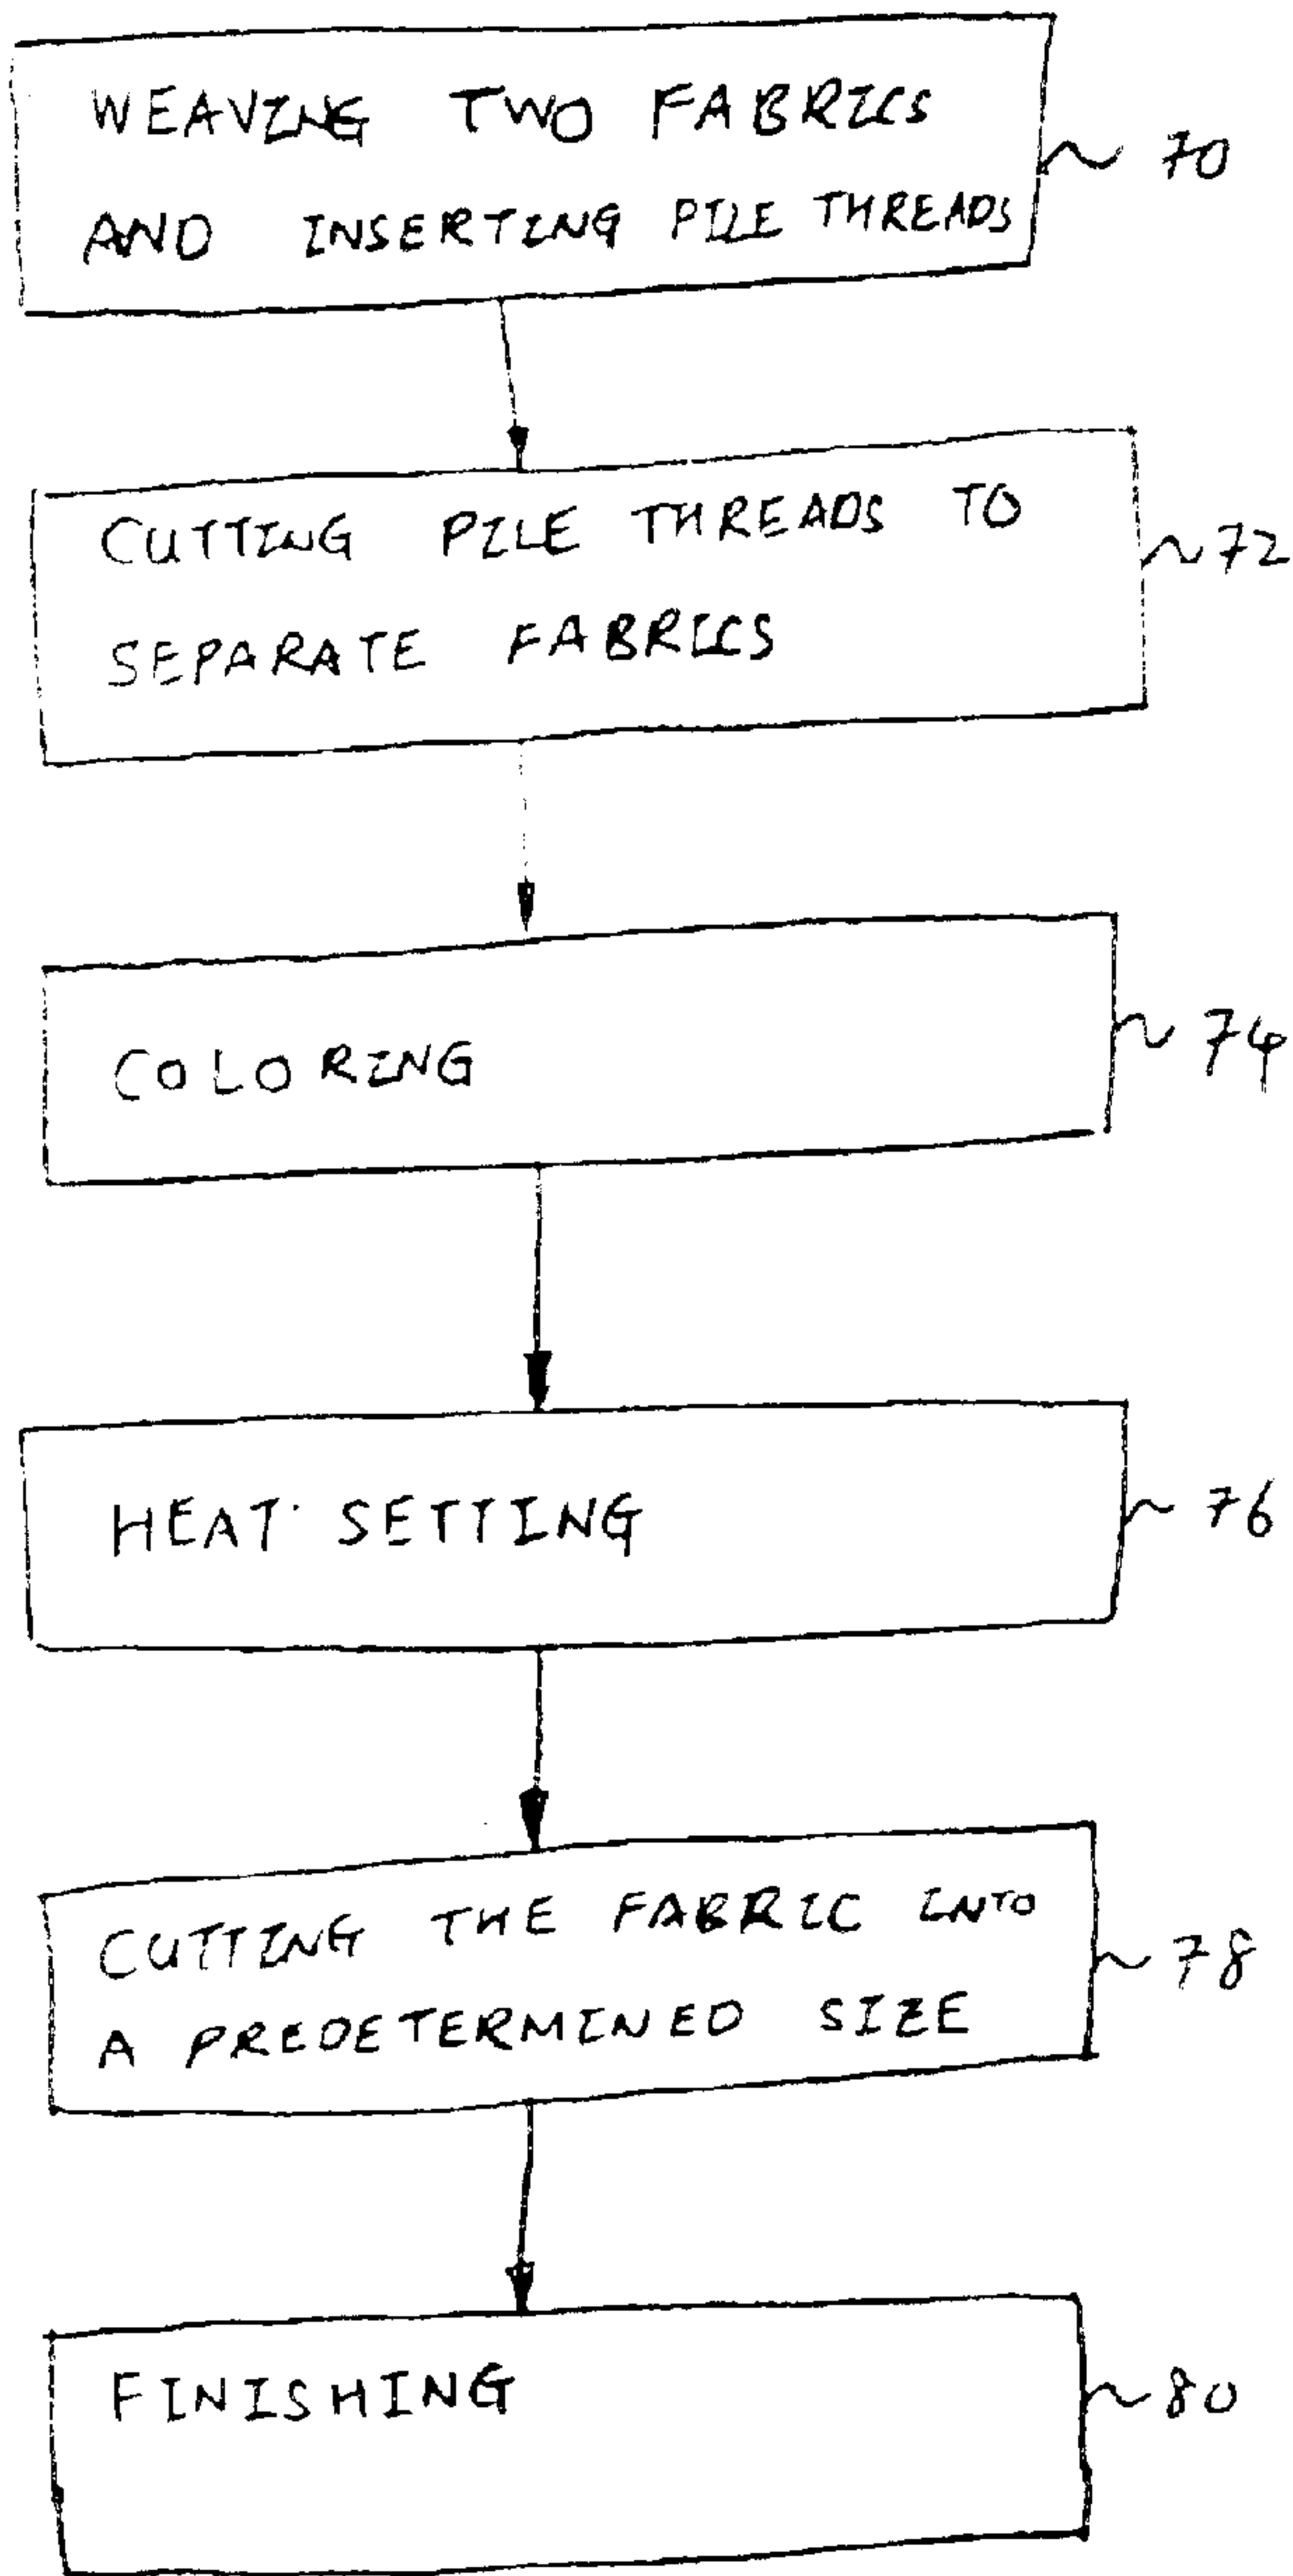 WEAVING TWO FABRICS
AND INSERTING PILE THREADS
70
CUTTING PILE THREADS TO
SEPARATE FABRICS
72
COLORING
74
HEAT SETTING
76
CUTTING THE FABRIC INTO
A PREDETERMINED SIZE
78
FINISHING
80